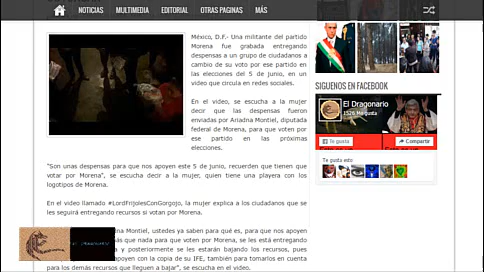 NOTICIAS MULTIMEDIA EDITORIAL OTRAS PAGINAS MÁS
México, D.F.- Una militante del partido
Morena fue grabada entregando
despensas a un grupo de ciudadanos a
cambio de su voto por ese partido en
las elecciones del 5 de junio, en un
video que circula en redes sociales.
En el video, se escucha a la mujer
decir que las despensas fueron
enviadas por Ariadna Montiel, diputada
federal de Morena, para que voten por
ese partido en las próximas
elecciones.
"Son unas despensas para que nos apoyen este 5 de junio, recuerden que tienen que
votar por Morena", se escucha decir a la mujer, quien tiene una playera con los
logotipos de Morena.
En el video llamado #LordFrijolesConGorgojo, la mujer explica a los ciudadanos que se
les seguirá entregando recursos si votan por Morena.
na Montiel, ustedes ya saben para qué es, para que nos apoyen
ás que nada para que voten por Morena, se les está entregando
y posteriormente se les estarán bajando los recursos, pues
apoyen con la copia de su IFE, también para tomarlos en cuenta
para los demás recursos que lleguen a bajar", se escucha en el video.
SIGUENOS EN FACEBOOK
El Dragonario
1526 Me gusta
Te gusta
Compartir
Te gusta esto